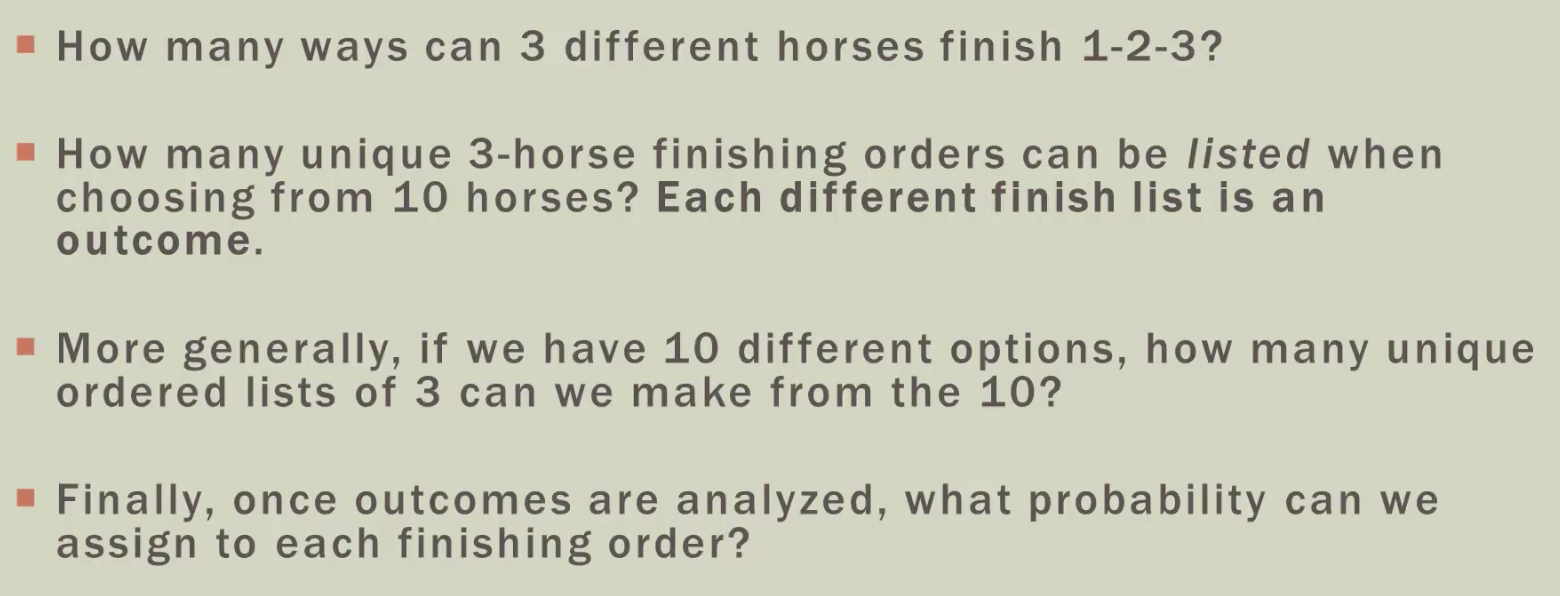 How many ways can 3 different horses finish 1-2-3?
How many unique 3-horse finishing orders can be listed when
choosing from 10 horses? Each different finish list is an
outcome.
More generally, if we have 10 different options, how many unique
ordered lists of 3 can we make from the 10?
Finally, once outcomes are analyzed, what probability can we
assign to each finishing order?